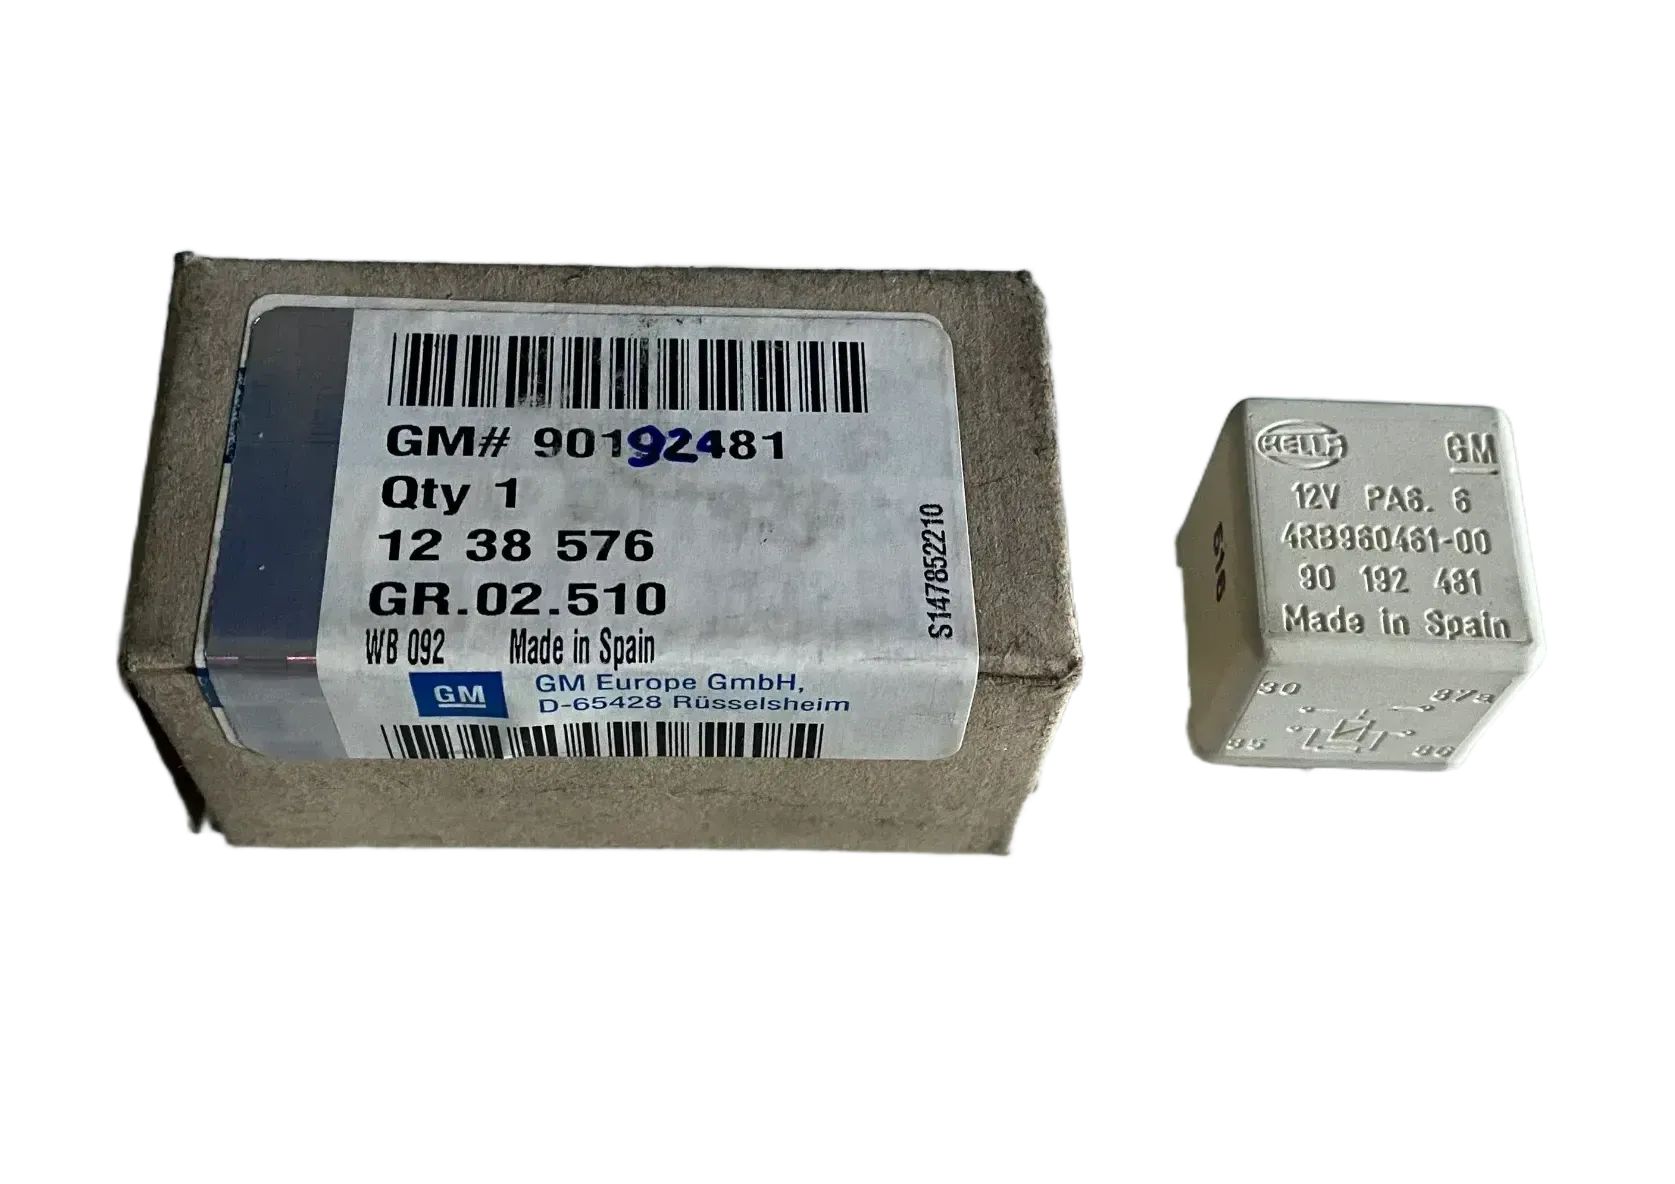 GM# 90192481
Qty 1
12 38 576
GR.02.510
WB 092 Made in Spain
GM
GM Europe GmbH,
D-65428 Rüsselsheim
S147852210
HELLA GM
12V PA6. 6
4RB960461-00
90 192 481
Made in Spain
30 87a
85 86